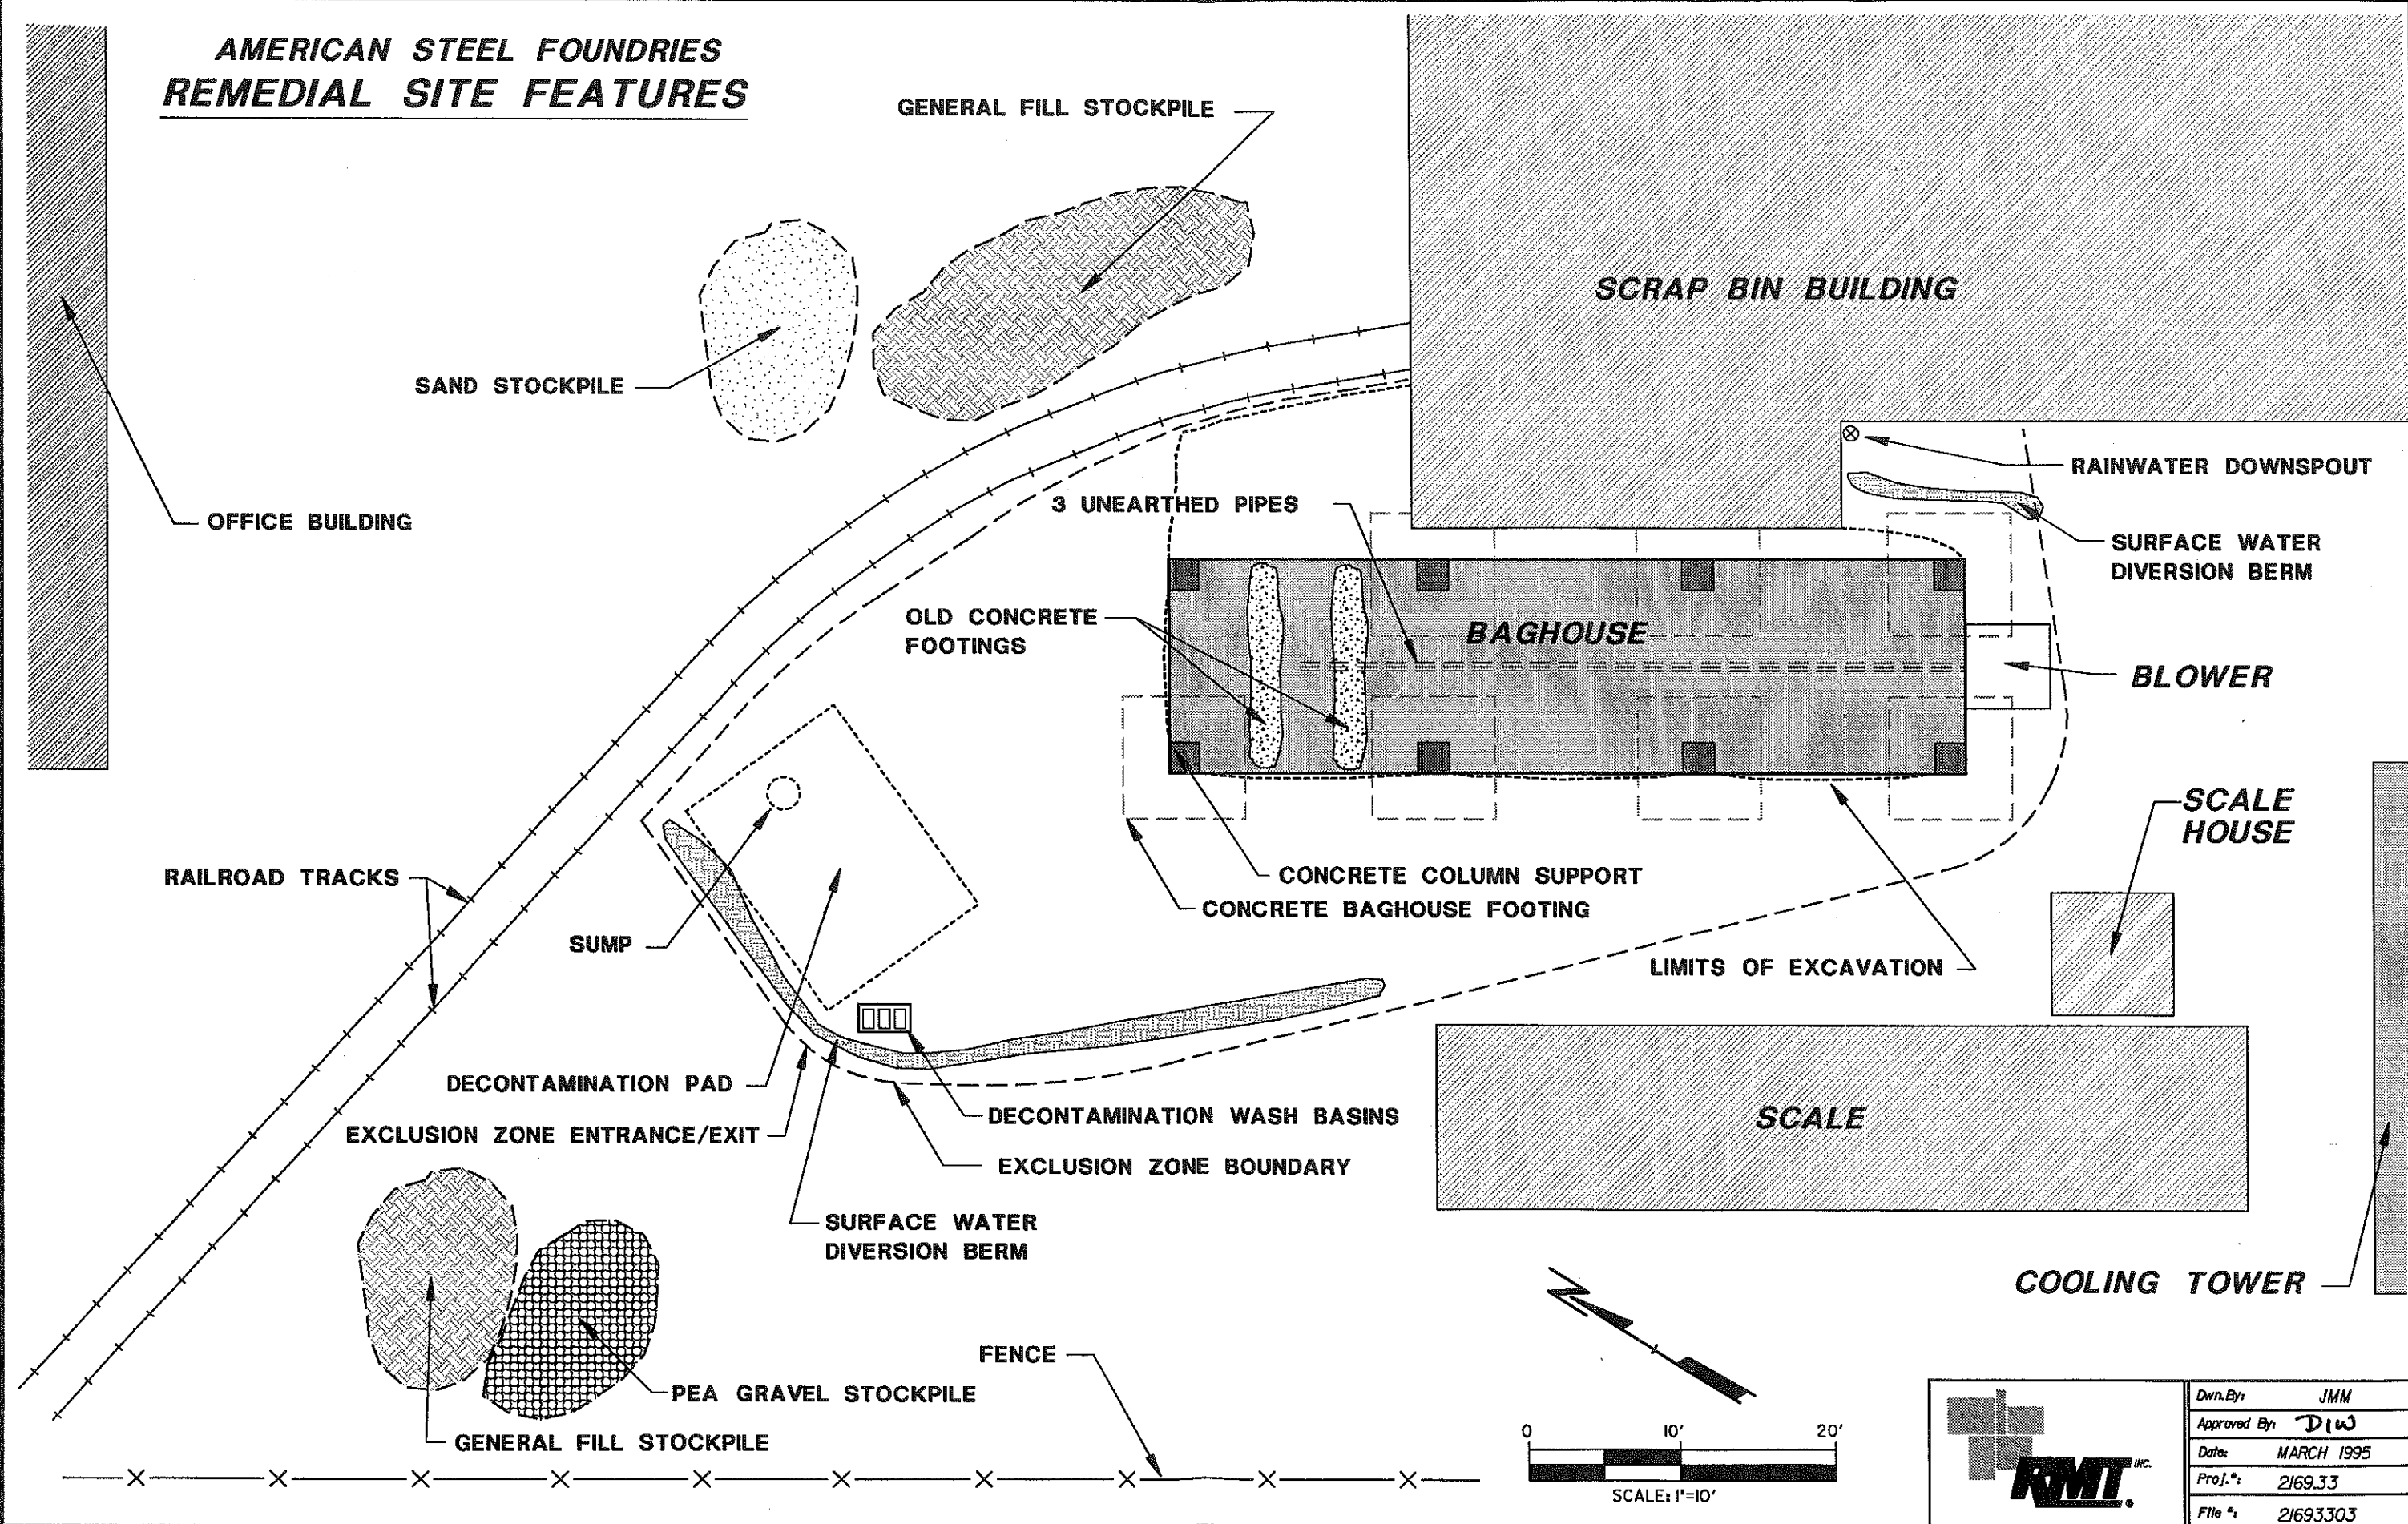 AMERICAN STEEL FOUNDRIES
REMEDIAL SITE FEATURES
GENERAL FILL STOCKPILE
SCRAP BIN BUILDING
SAND STOCKPILE
RAINWATER DOWNSPOUT
3 UNEARTHED PIPES
OFFICE BUILDING
SURFACE WATER
DIVERSION BERM
OLD CONCRETE
FOOTINGS
BAGHOUSE
BLOWER
SCALE
HOUSE
RAILROAD TRACKS
CONCRETE COLUMN SUPPORT
CONCRETE BAGHOUSE FOOTING
SUMP
LIMITS OF EXCAVATION
DECONTAMINATION PAD
DECONTAMINATION WASH BASINS
SCALE
EXCLUSION ZONE ENTRANCE/EXIT
EXCLUSION ZONE BOUNDARY
SURFACE WATER
DIVERSION BERM
COOLING TOWER
FENCE
PEA GRAVEL STOCKPILE
GENERAL FILL STOCKPILE
0 10' 20'
SCALE: 1"=10'
RMT INC.
Dwn.By: JMM
Approved By: DIW
Date: MARCH 1995
Proj.#: 2169.33
File #: 21693303